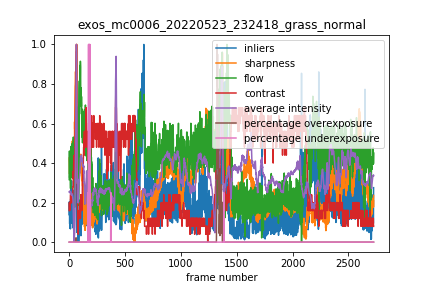 exos_mc0006_20220523_232418_grass_normal
1.0
0.8
0.6
0.4
0.2
0.0
inliers
sharpness
flow
contrast
average intensity
percentage overexposure
percentage underexposure
0 500 1000 1500 2000 2500
frame number